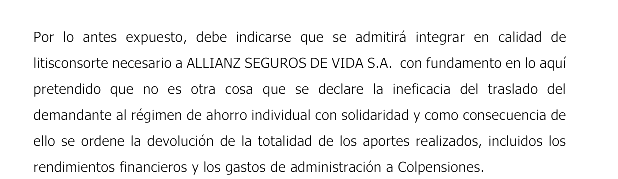 Por lo antes expuesto, debe indicarse que se admitirá integrar en calidad de
litisconsorte necesario a ALLIANZ SEGUROS DE VIDA S.A. con fundamento en lo aquí
pretendido que no es otra cosa que se declare la ineficacia del traslado del
demandante al régimen de ahorro individual con solidaridad y como consecuencia de
ello se ordene la devolución de la totalidad de los aportes realizados, incluidos los
rendimientos financieros y los gastos de administración a Colpensiones.